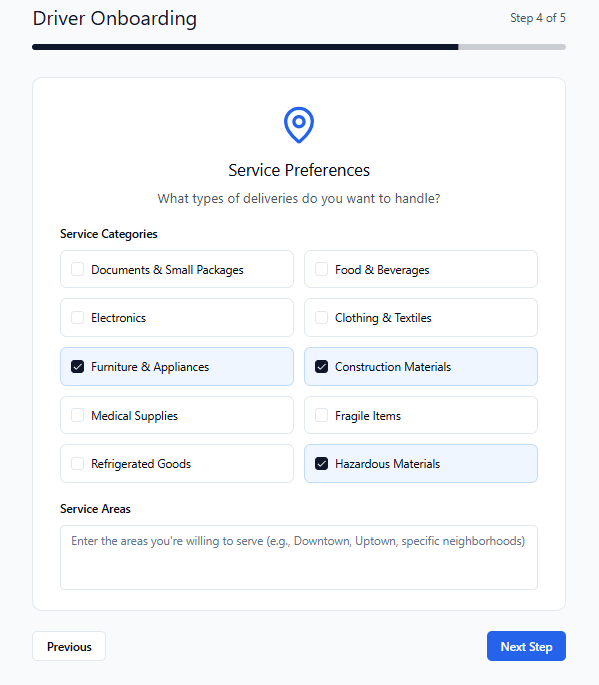 Driver Onboarding
Step 4 of 5
Service Preferences
What types of deliveries do you want to handle?
Service Categories
Documents & Small Packages
Food & Beverages
Electronics
Clothing & Textiles
Furniture & Appliances
Construction Materials
Medical Supplies
Fragile Items
Refrigerated Goods
Hazardous Materials
Service Areas
Enter the areas you're willing to serve (e.g., Downtown, Uptown, specific neighborhoods)
Previous
Next Step